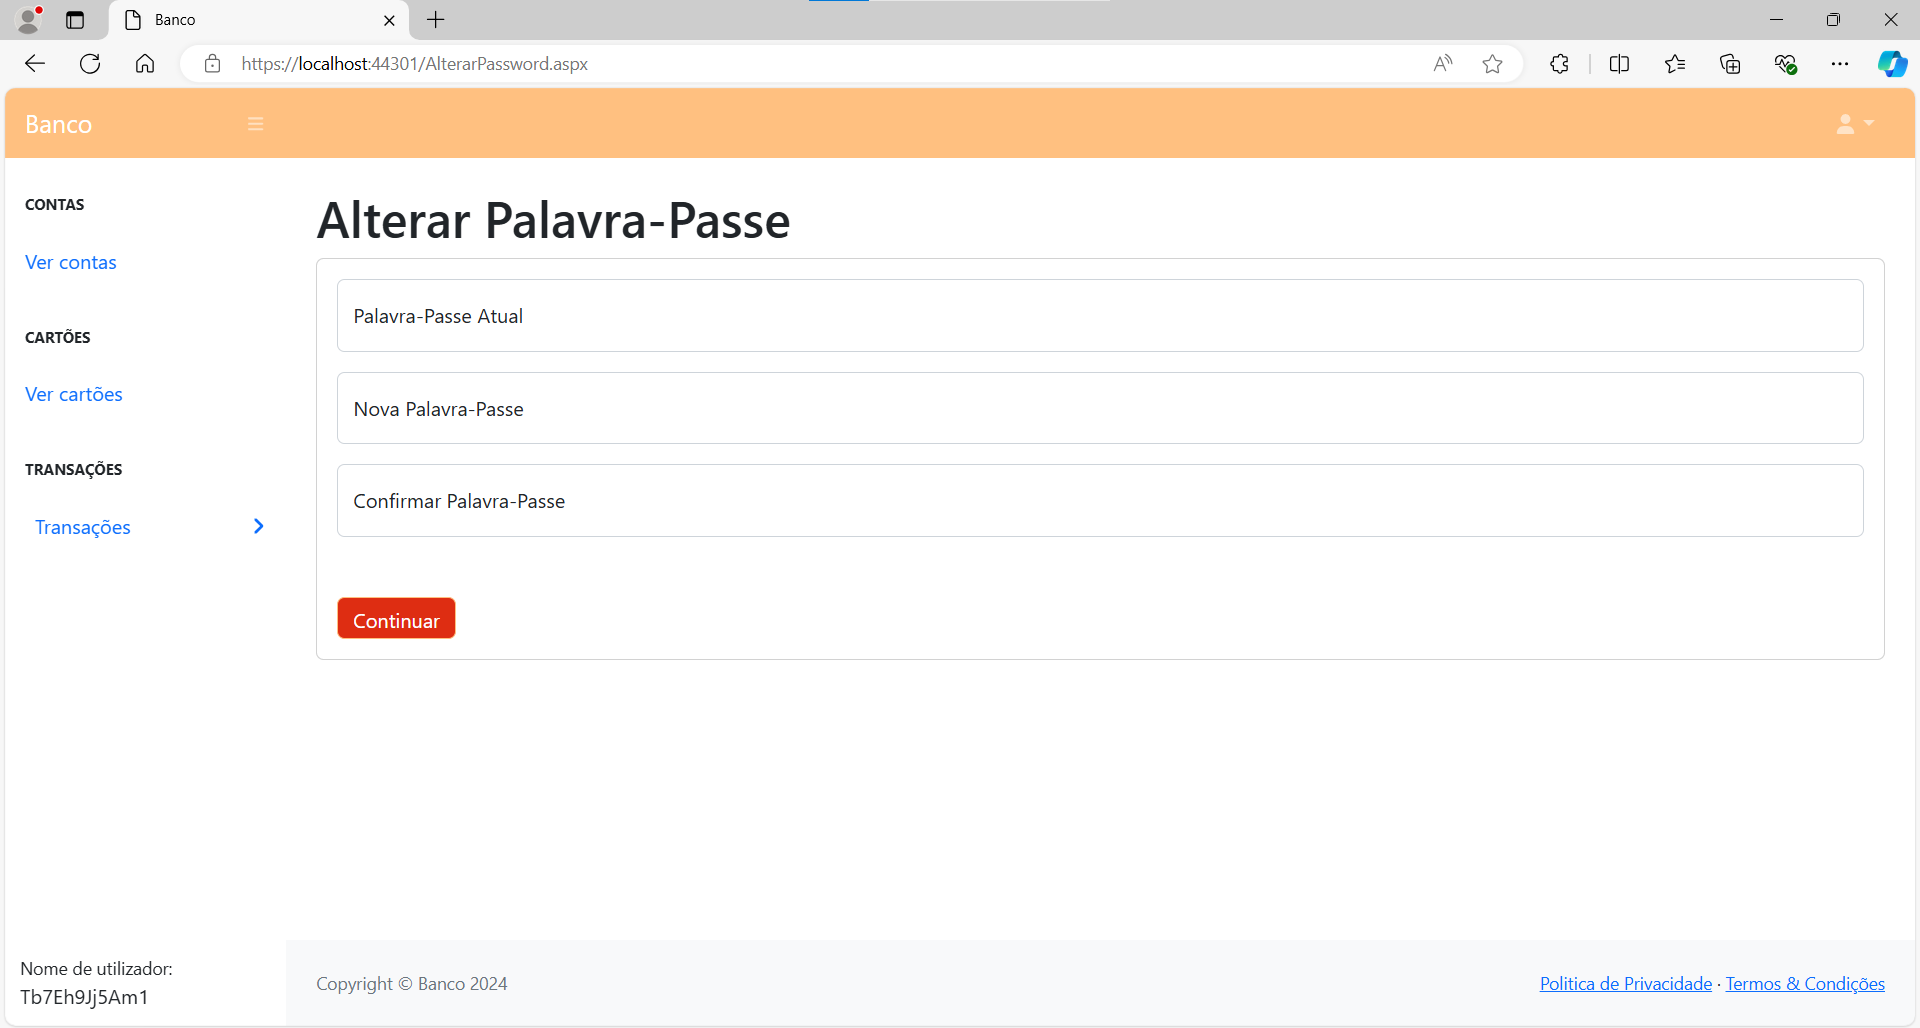 Banco
https://localhost:44301/AlterarPassword.aspx
Banco
CONTAS
Ver contas
CARTÕES
Ver cartões
TRANSAÇÕES
Transações
Nome de utilizador:
Tb7Eh9Jj5Am1
Alterar Palavra-Passe
Palavra-Passe Atual
Nova Palavra-Passe
Confirmar Palavra-Passe
Continuar
Copyright © Banco 2024
Politica de Privacidade · Termos & Condições